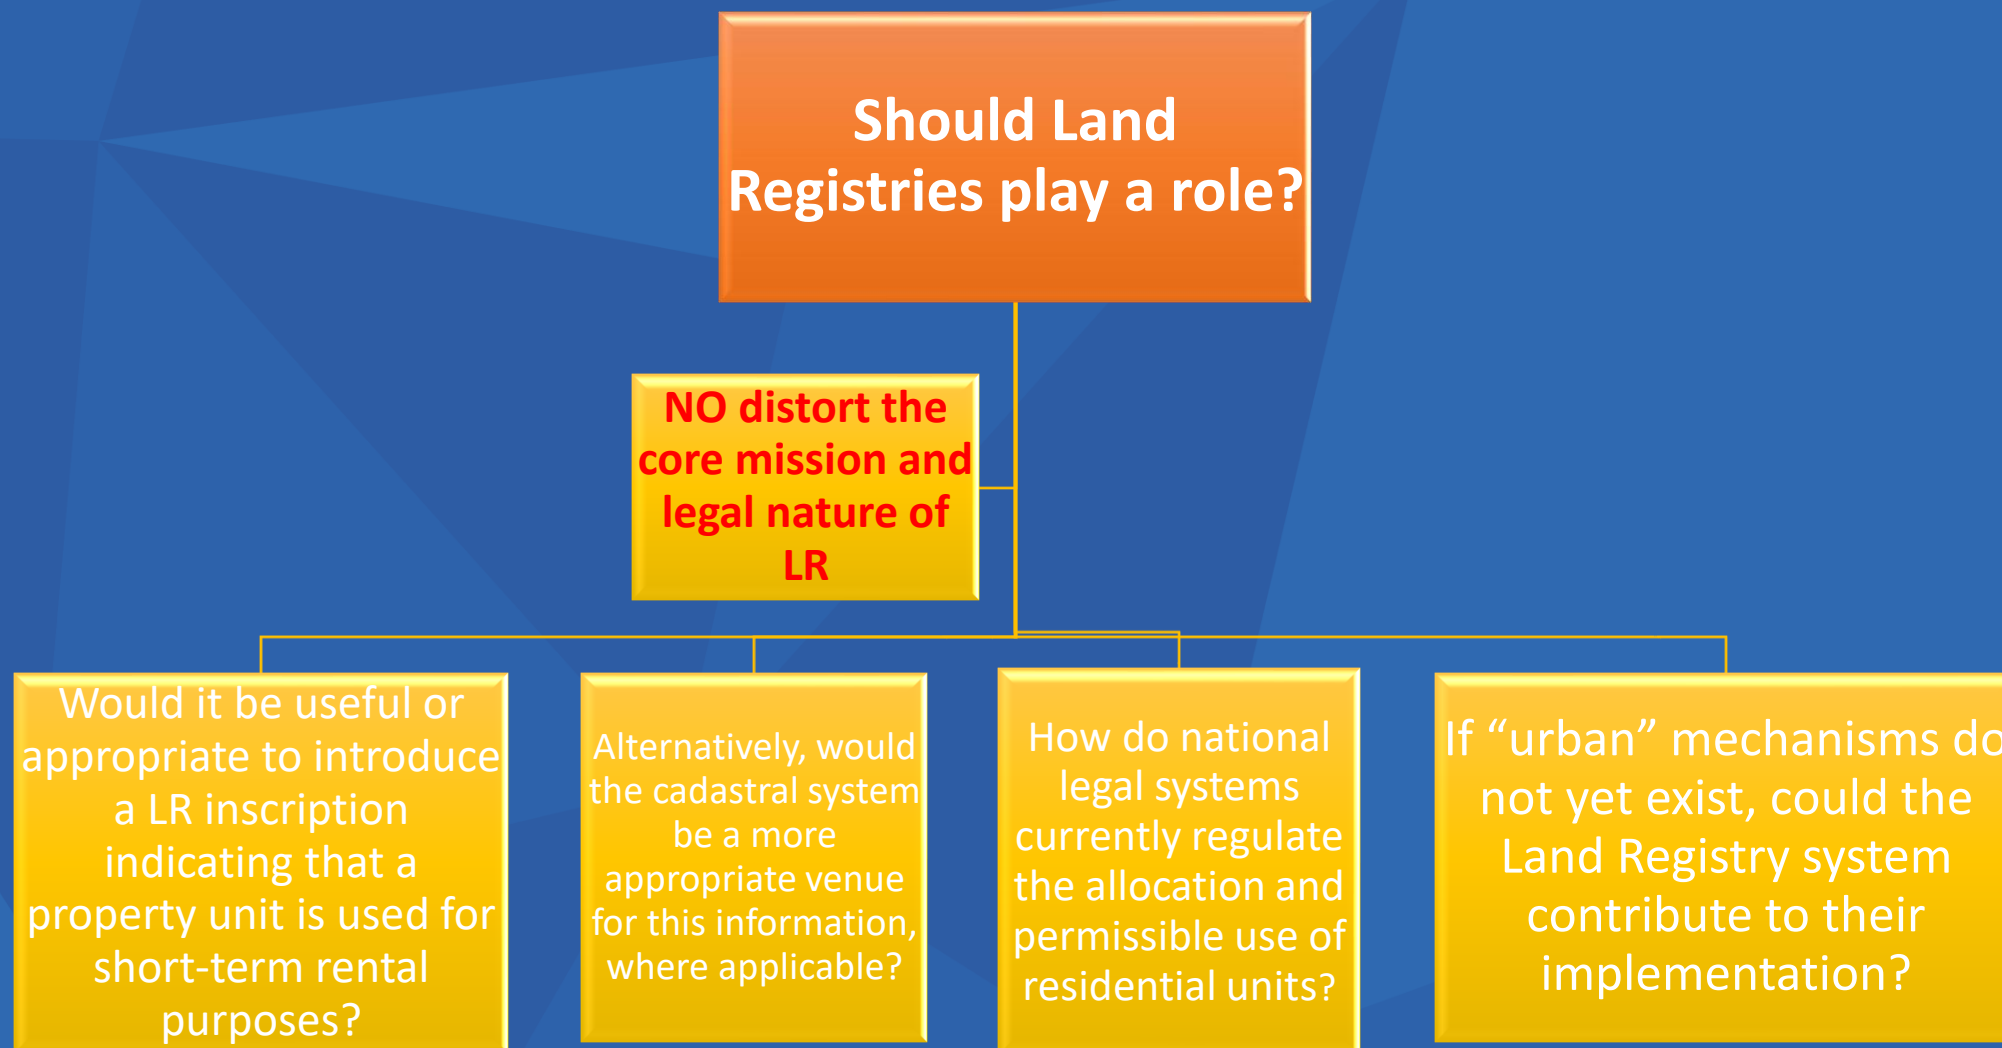 Should Land
Registries play a role?
NO distort the
core mission and
legal nature of
LR
Would it be useful or
appropriate to introduce
a LR inscription
indicating that a
property unit is used for
short-term rental
purposes?
Alternatively, would
the cadastral system
be a more
appropriate venue
for this information,
where applicable?
How do national
legal systems
currently regulate
the allocation and
permissible use of
residential units?
If “urban” mechanisms do
not yet exist, could the
Land Registry system
contribute to their
implementation?